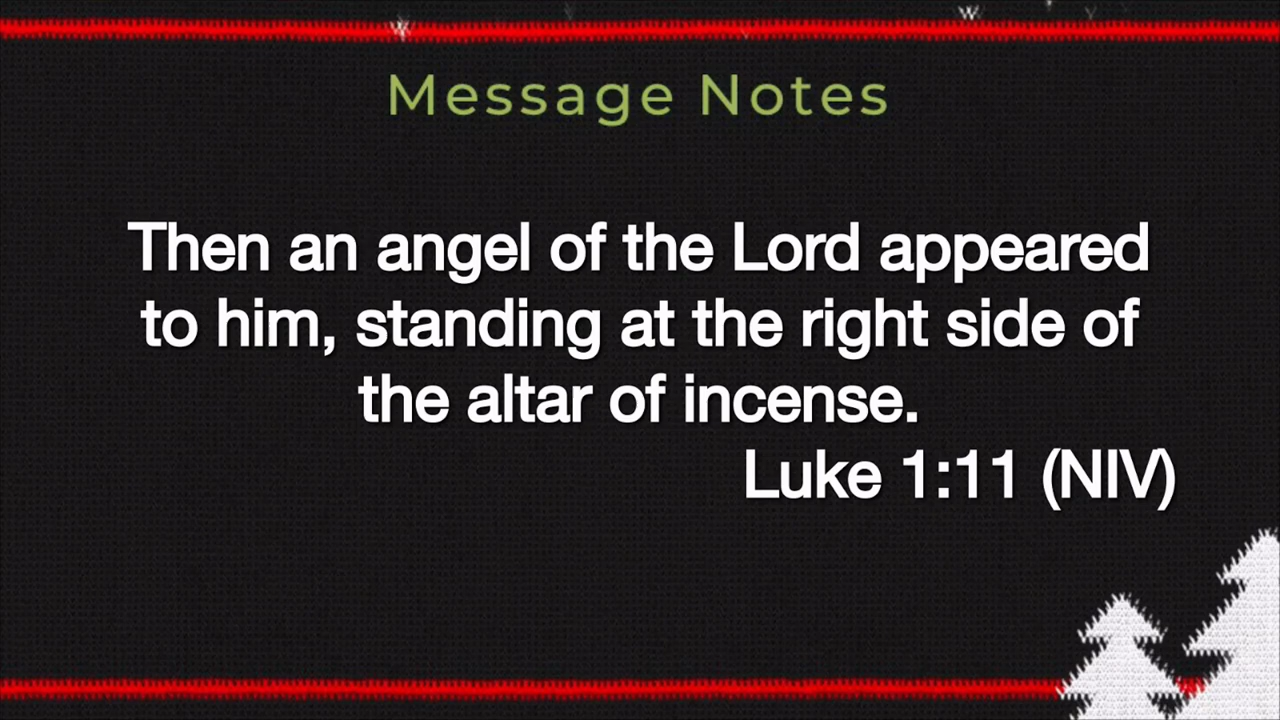 Message Notes
Then an angel of the Lord appeared
to him, standing at the right side of
the altar of incense.
Luke 1:11 (NIV)